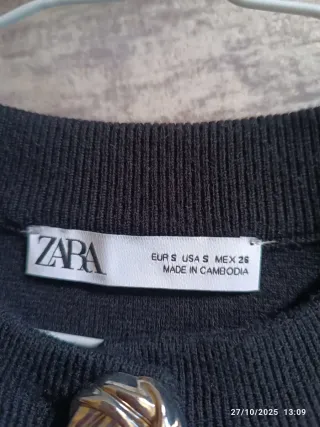 ZARA
EUR S USA S MEX 26
MADE IN CAMBODIA
27/10/2025 13:09